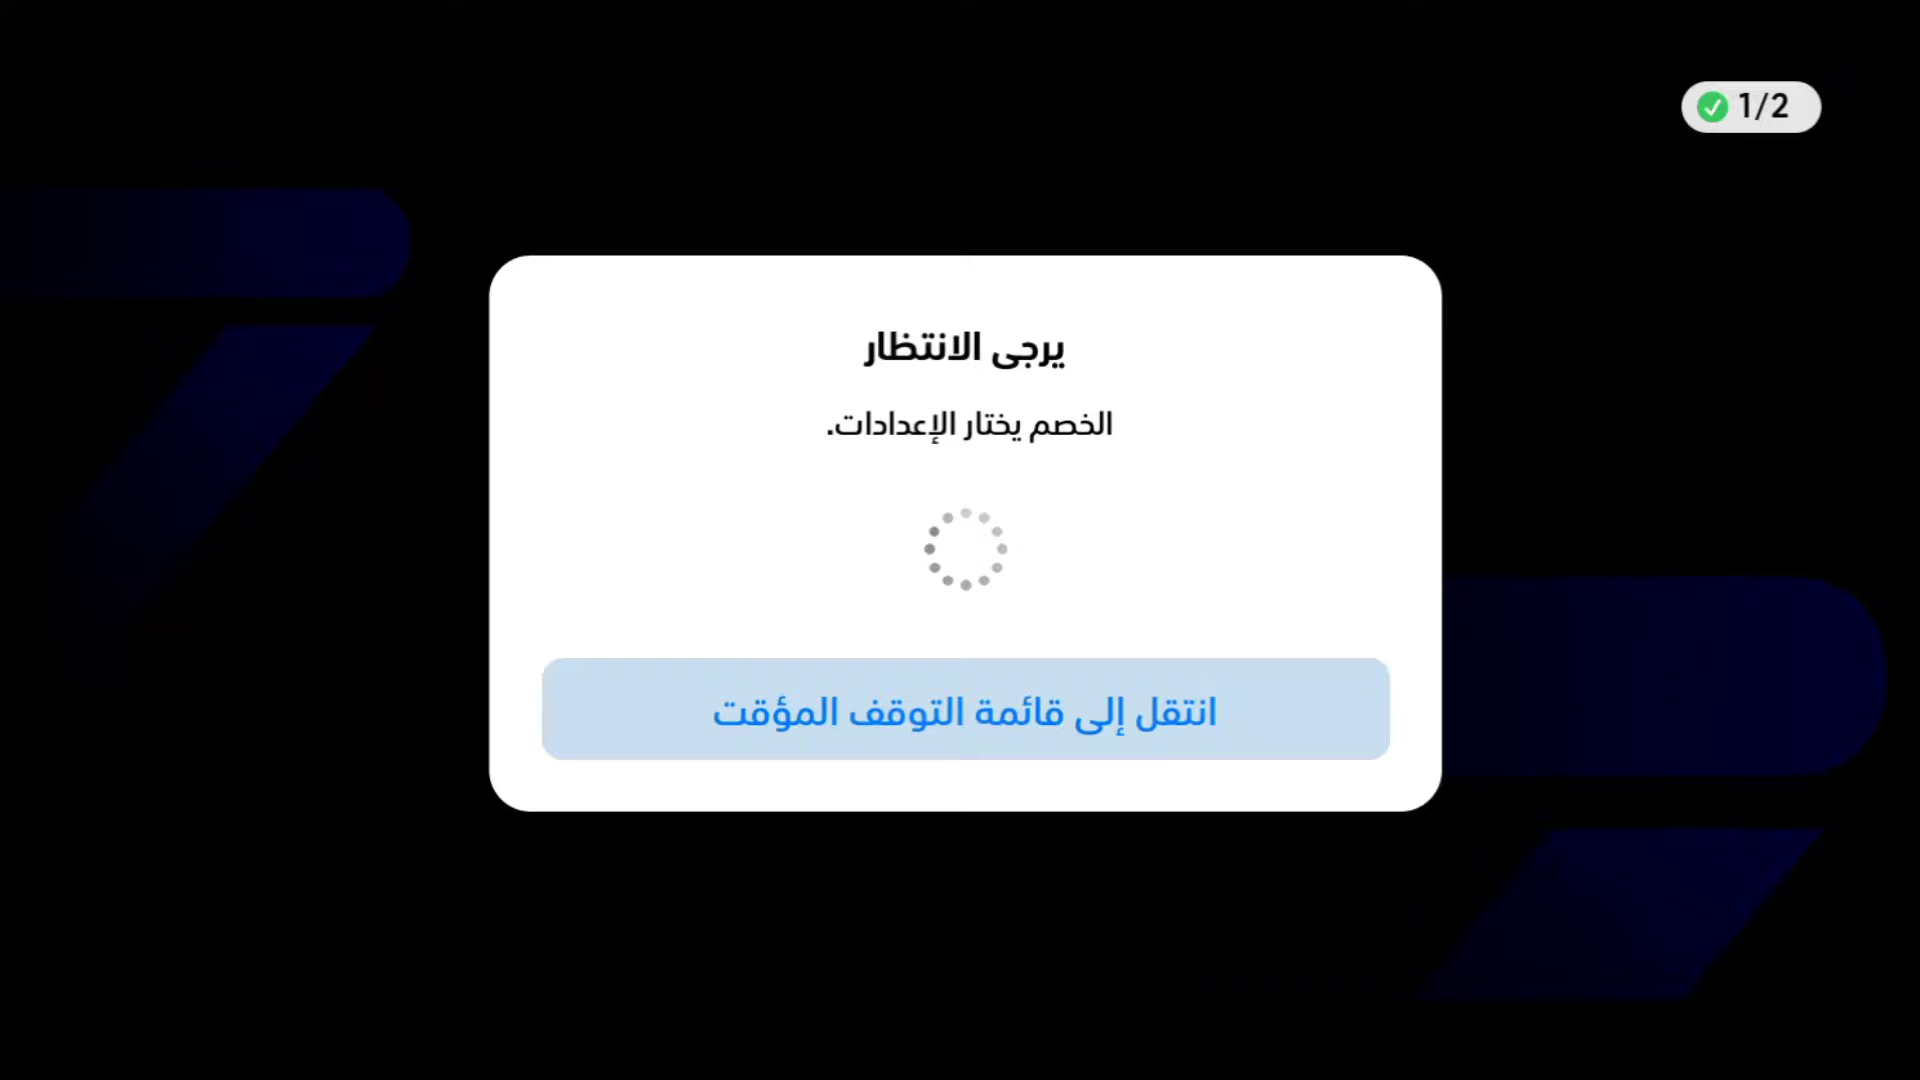 1/2
يرجى الانتظار
الخصم يختار الإعدادات.
انتقل إلى قائمة التوقف المؤقت